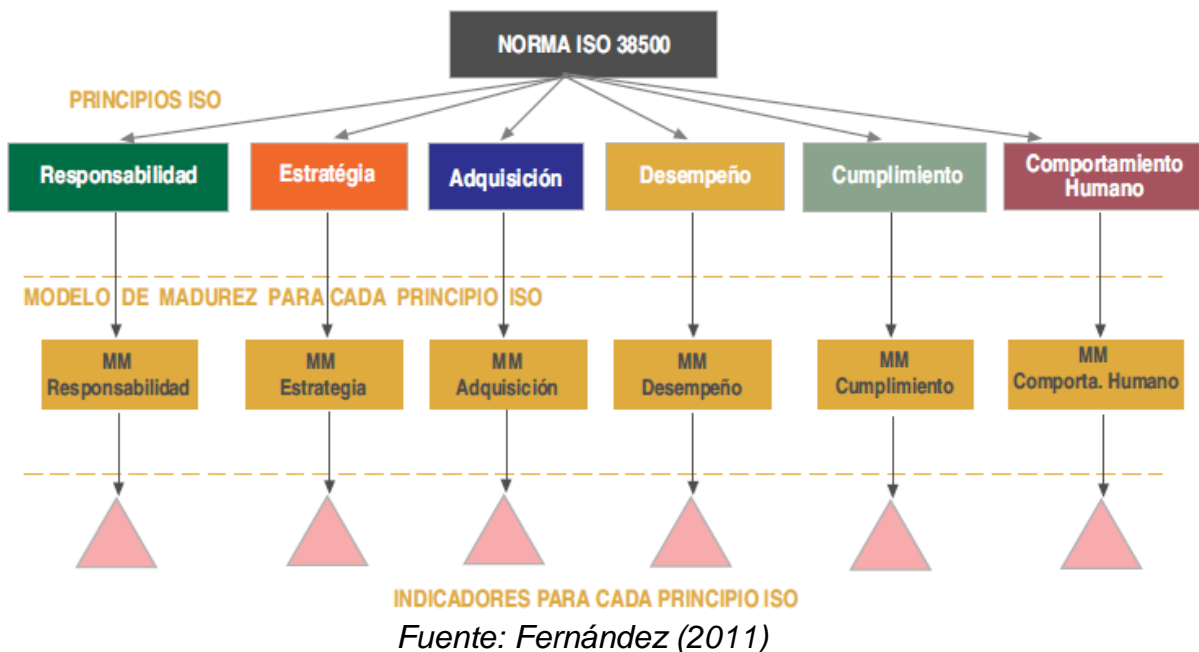 NORMA ISO 38500
PRINCIPIOS ISO
Responsabilidad
Estratégia
Adquisición
Desempeño
Cumplimiento
Comportamiento
Humano
MODELO DE MADUREZ PARA CADA PRINCIPIO ISO
MM
Responsabilidad
MM
Estrategia
MM
Adquisición
MM
Desempeño
MM
Cumplimiento
MM
Comporta. Humano
INDICADORES PARA CADA PRINCIPIO ISO
Fuente: Fernández (2011)